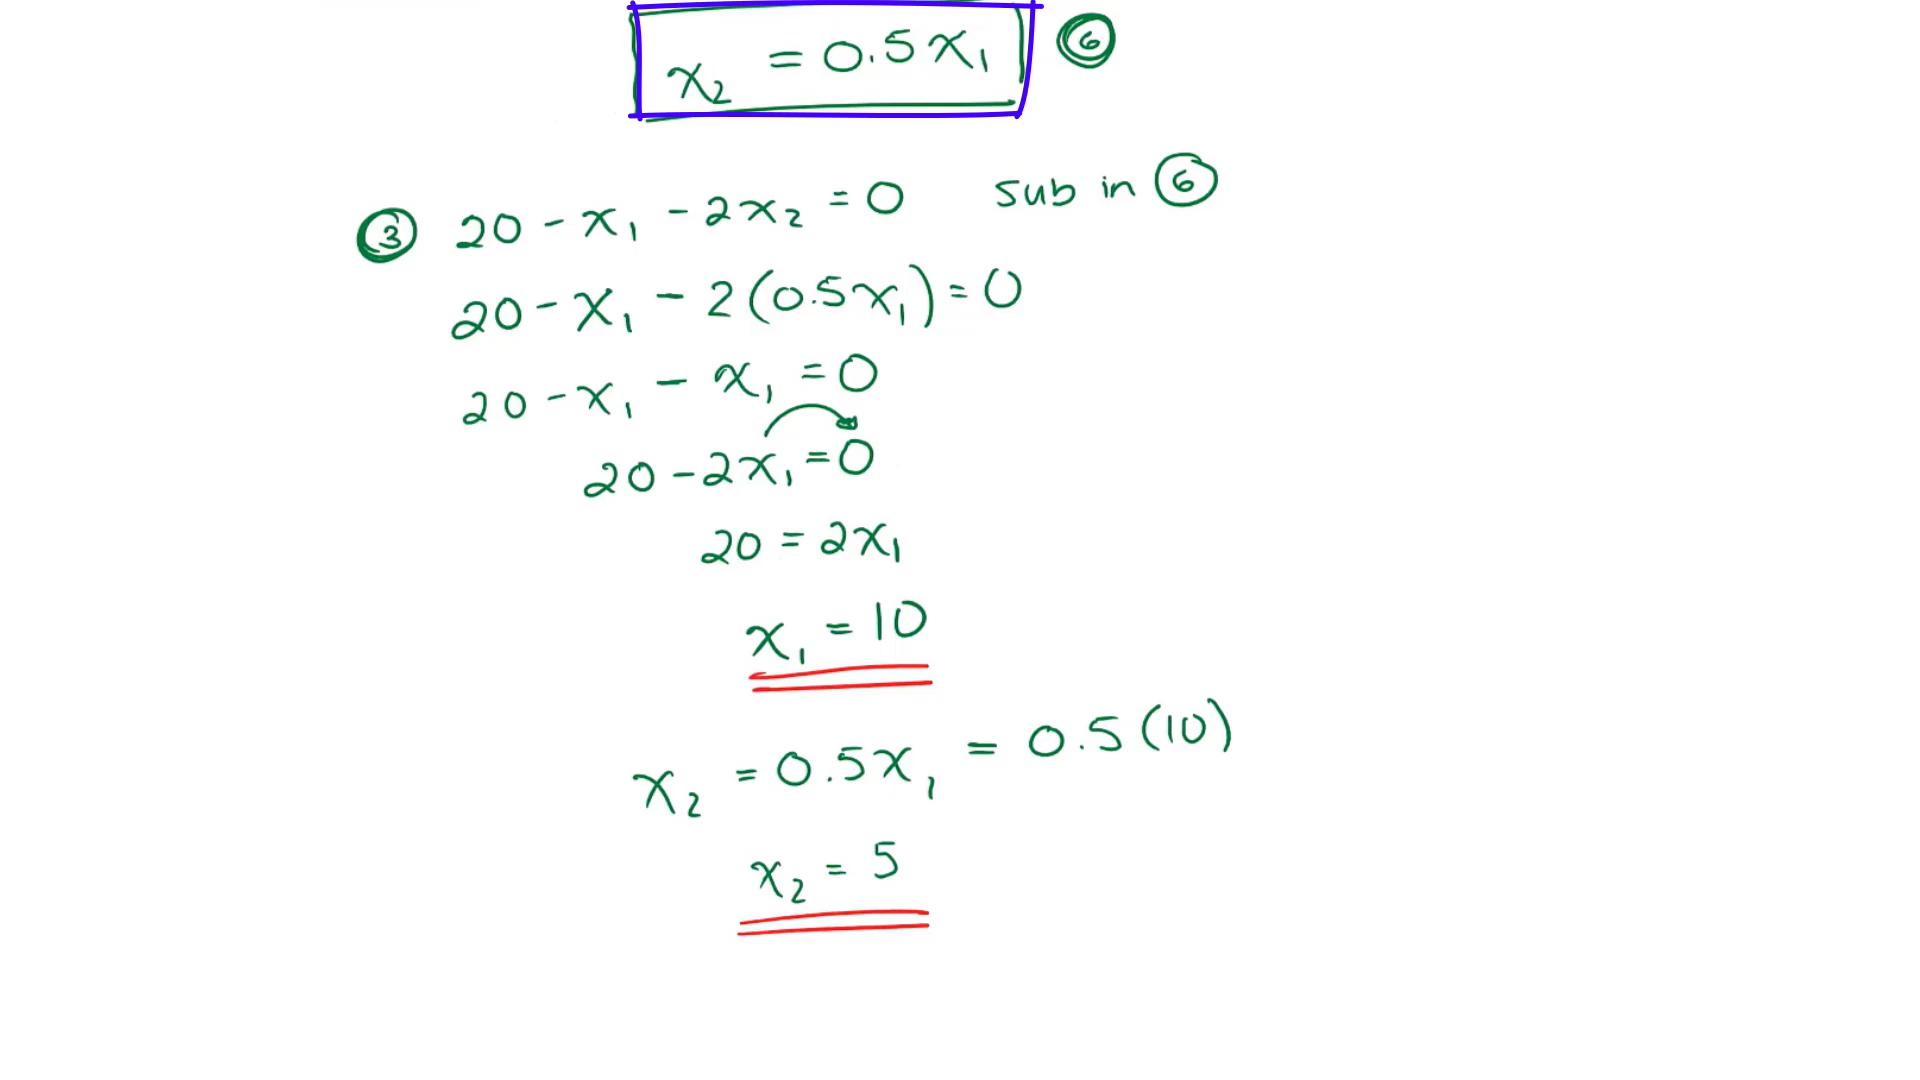 x₂ = 0.5x₁ ⑥
③ 20 - x₁ - 2x₂ = 0 sub in ⑥
20 - x₁ - 2(0.5x₁) = 0
20 - x₁ - x₁ = 0
20 - 2x₁ = 0
20 = 2x₁
x₁ = 10
x₂ = 0.5x₁ = 0.5(10)
x₂ = 5